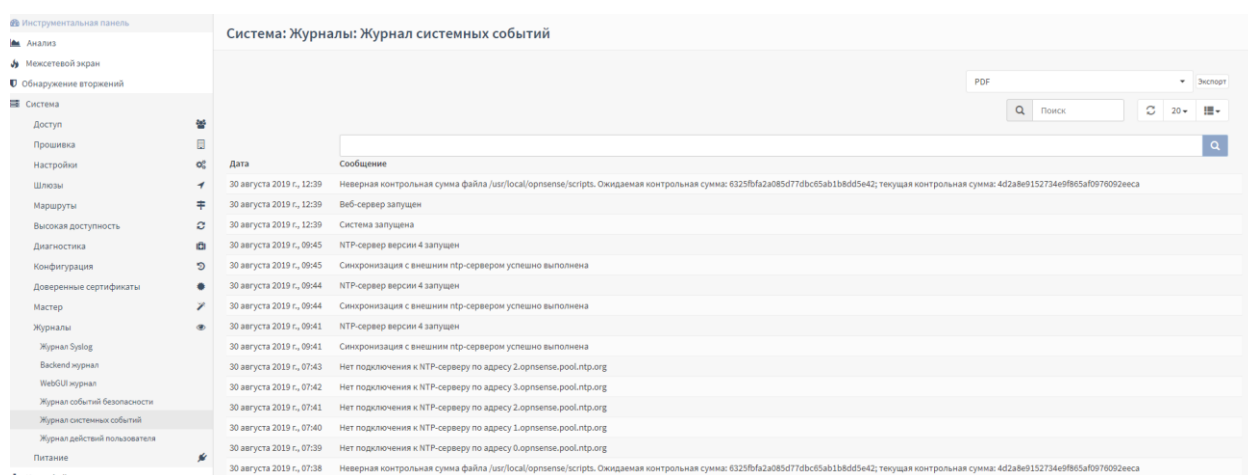 Инструментальная панель
Анализ
Межсетевой экран
Обнаружение вторжений
Система
Доступ
Прошивка
Настройки
Шлюзы
Маршруты
Высокая доступность
Диагностика
Конфигурация
Доверенные сертификаты
Мастер
Журналы
Журнал Syslog
Backend журнал
WebGUI журнал
Журнал событий безопасности
Журнал системных событий
Журнал действий пользователя
Питание
Система: Журналы: Журнал системных событий
PDF Экспорт
Поиск 20
Дата Сообщение
30 августа 2019 г., 12:39 Неверная контрольная сумма файла /usr/local/opnsense/scripts. Ожидаемая контрольная сумма: 6325fbfa2a085d77dbc65ab1b8dd5e42; текущая контрольная сумма: 4d2a8e9152734e9f865af0976092eeca
30 августа 2019 г., 12:39 Веб-сервер запущен
30 августа 2019 г., 12:39 Система запущена
30 августа 2019 г., 09:45 NTP-сервер версии 4 запущен
30 августа 2019 г., 09:45 Синхронизация с внешним ntp-сервером успешно выполнена
30 августа 2019 г., 09:44 NTP-сервер версии 4 запущен
30 августа 2019 г., 09:44 Синхронизация с внешним ntp-сервером успешно выполнена
30 августа 2019 г., 09:41 NTP-сервер версии 4 запущен
30 августа 2019 г., 09:41 Синхронизация с внешним ntp-сервером успешно выполнена
30 августа 2019 г., 07:43 Нет подключения к NTP-серверу по адресу 2.opnsense.pool.ntp.org
30 августа 2019 г., 07:42 Нет подключения к NTP-серверу по адресу 3.opnsense.pool.ntp.org
30 августа 2019 г., 07:41 Нет подключения к NTP-серверу по адресу 2.opnsense.pool.ntp.org
30 августа 2019 г., 07:40 Нет подключения к NTP-серверу по адресу 1.opnsense.pool.ntp.org
30 августа 2019 г., 07:39 Нет подключения к NTP-серверу по адресу 0.opnsense.pool.ntp.org
30 августа 2019 г., 07:38 Неверная контрольная сумма файла /usr/local/opnsense/scripts. Ожидаемая контрольная сумма: 6325fbfa2a085d77dbc65ab1b8dd5e42; текущая контрольная сумма: 4d2a8e9152734e9f865af0976092eeca